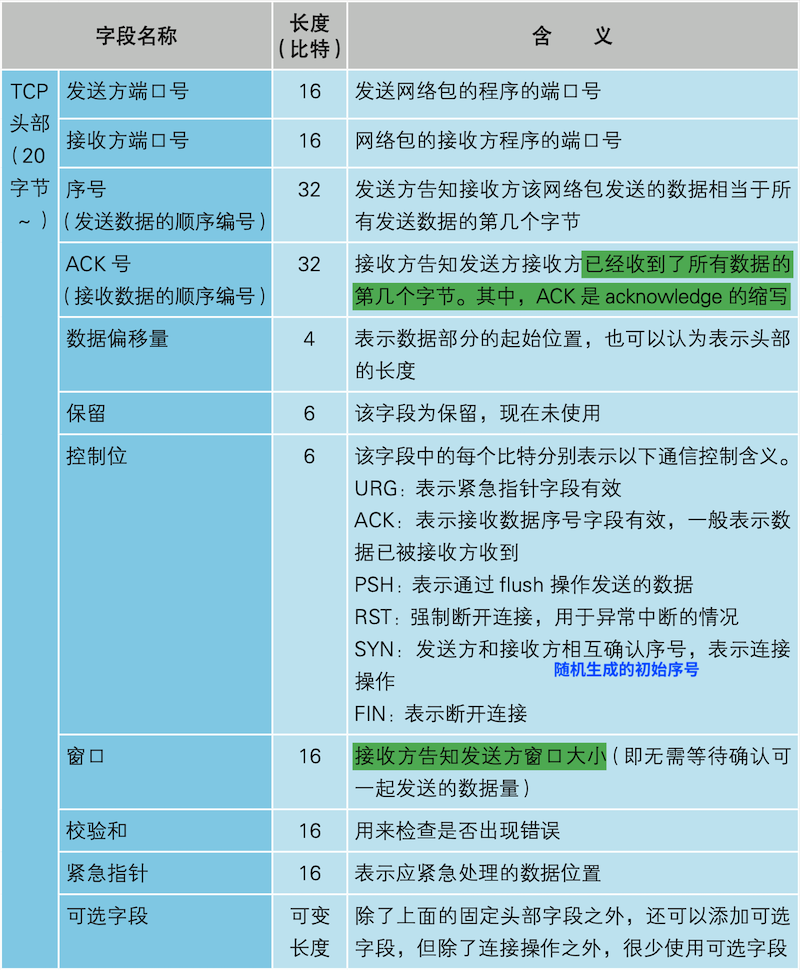 字段名称
长度
（比特）
含 义
TCP
头部
（20
字节
～）
发送方端口号
16
发送网络包的程序的端口号
接收方端口号
16
网络包的接收方程序的端口号
序号
（发送数据的顺序编号）
32
发送方告知接收方该网络包发送的数据相当于所
有发送数据的第几个字节
ACK 号
（接收数据的顺序编号）
32
接收方告知发送方接收方已经收到了所有数据的
第几个字节。其中，ACK 是 acknowledge 的缩写
数据偏移量
4
表示数据部分的起始位置，也可以认为表示头部
的长度
保留
6
该字段为保留，现在未使用
控制位
6
该字段中的每个比特分别表示以下通信控制含义。
URG：表示紧急指针字段有效
ACK：表示接收数据序号字段有效，一般表示数
据已被接收方收到
PSH：表示通过 flush 操作发送的数据
RST：强制断开连接，用于异常中断的情况
SYN：发送方和接收方相互确认序号，表示连接
随机生成的初始序号
操作
FIN：表示断开连接
窗口
16
接收方告知发送方窗口大小（即无需等待确认可
一起发送的数据量）
校验和
16
用来检查是否出现错误
紧急指针
16
表示应紧急处理的数据位置
可选字段
可变
长度
除了上面的固定头部字段之外，还可以添加可选
字段，但除了连接操作之外，很少使用可选字段